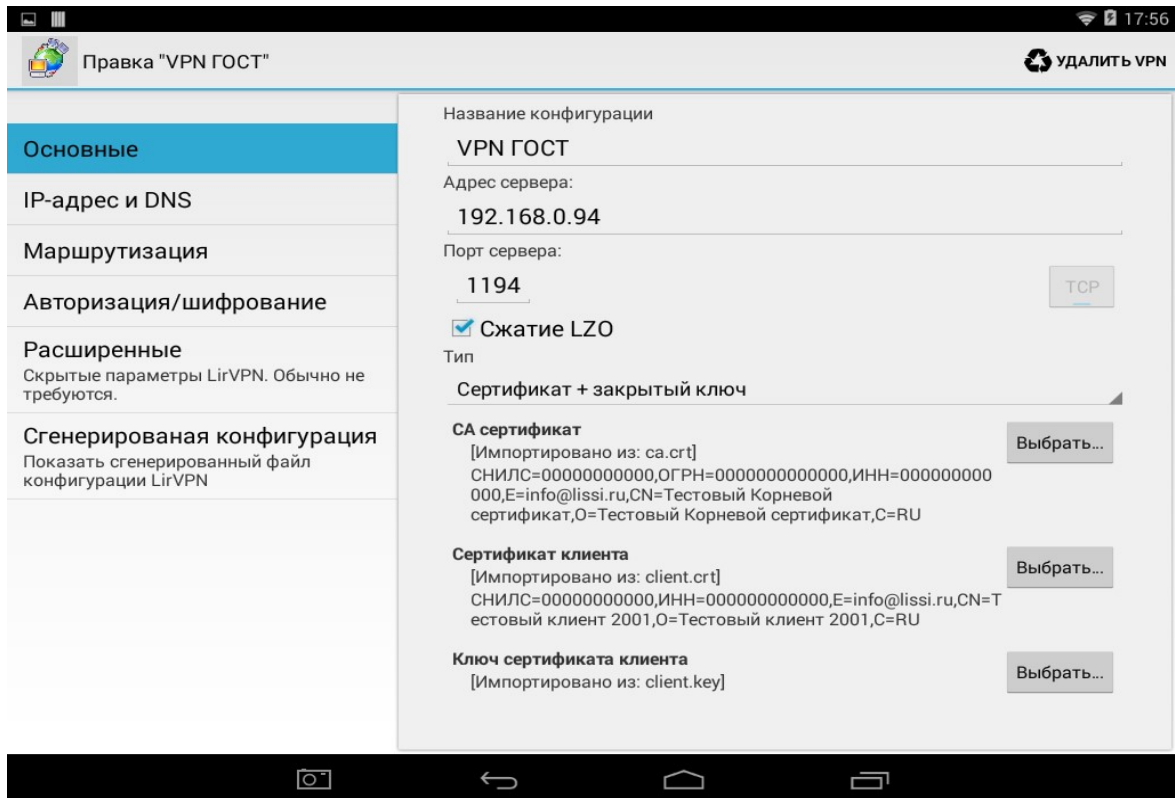 17:56
Правка "VPN ГОСТ"
УДАЛИТЬ VPN
Основные
IP-адрес и DNS
Маршрутизация
Авторизация/шифрование
Расширенные
Скрытые параметры LirVPN. Обычно не
требуются.
Сгенерированая конфигурация
Показать сгенерированный файл
конфигурации LirVPN
Название конфигурации
VPN ГОСТ
Адрес сервера:
192.168.0.94
Порт сервера:
1194
TCP
Сжатие LZO
Тип
Сертификат + закрытый ключ
CA сертификат
[Импортировано из: ca.crt]
СНИЛС=00000000000,ОГРН=0000000000000,ИНН=000000000
000,E=info@lissi.ru,CN=Тестовый Корневой
сертификат,O=Тестовый Корневой сертификат,C=RU
Выбрать...
Сертификат клиента
[Импортировано из: client.crt]
СНИЛС=00000000000,ИНН=000000000000,E=info@lissi.ru,CN=Т
естовый клиент 2001,O=Тестовый клиент 2001,C=RU
Выбрать...
Ключ сертификата клиента
[Импортировано из: client.key]
Выбрать...